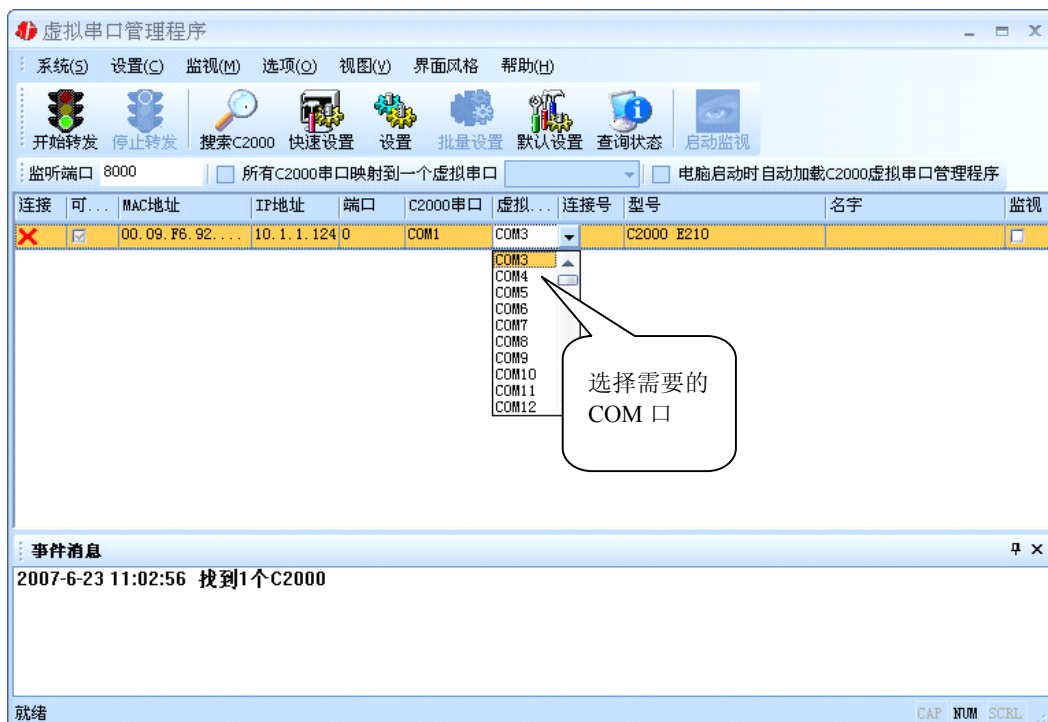 虚拟串口管理程序
系统(S) 设置(C) 监视(M) 选项(O) 视图(V) 界面风格 帮助(H)
开始转发 停止转发 搜索C2000 快速设置 设置 批量设置 默认设置 查询状态 启动监视
监听端口 8000 所有C2000串口映射到一个虚拟串口 电脑启动时自动加载C2000虚拟串口管理程序
连接 可... MAC地址 IP地址 端口 C2000串口 虚拟... 连接号 型号 名字 监视
00.09.F6.92.... 10.1.1.124 0 COM1 COM3 C2000 E210
COM3
COM4
COM5
COM6
COM7
COM8
COM9
COM10
COM11
COM12
选择需要的
COM 口
事件消息
2007-6-23 11:02:56 找到1个C2000
就绪 CAP NUM SCRL